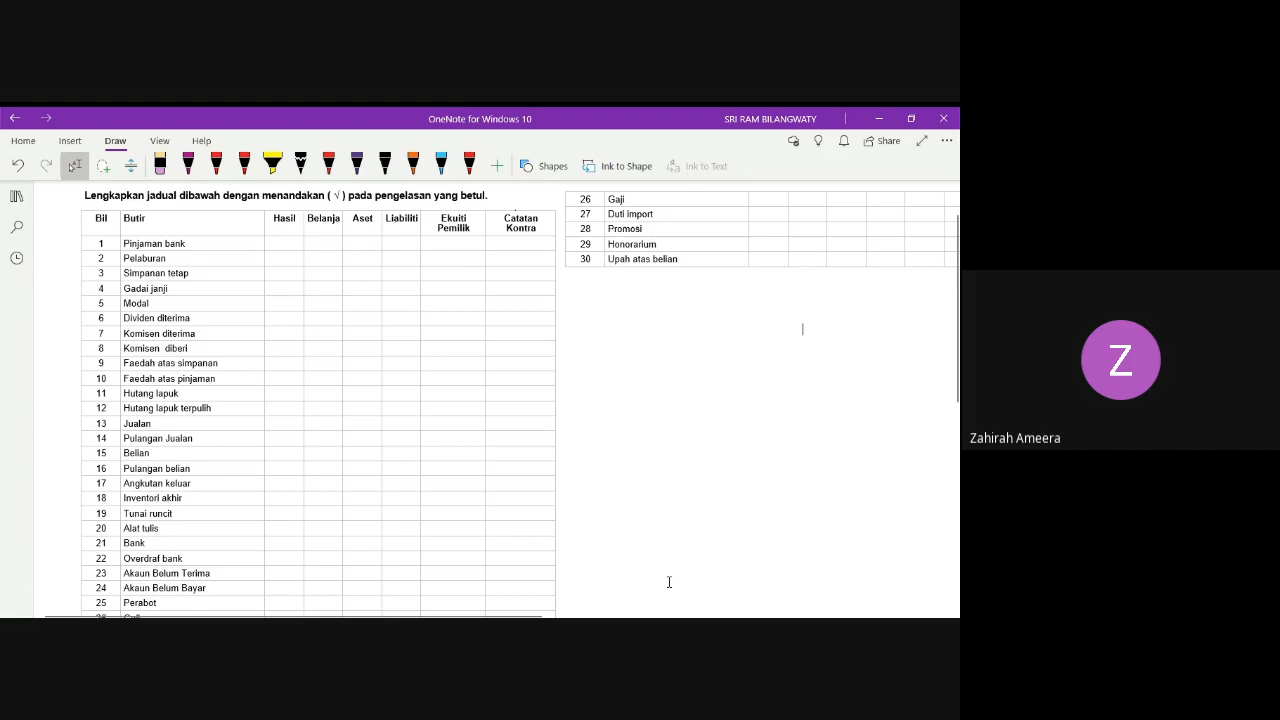 OneNote for Windows 10
SRI RAM BILANGWATY
Home Insert Draw View Help
Share
Shapes Ink to Shape Ink to Text
Lengkapkan jadual dibawah dengan menandakan ( √ ) pada pengelasan yang betul.
Bil Butir Hasil Belanja Aset Liabiliti Ekuiti Pemilik Catatan Kontra
1 Pinjaman bank
2 Pelaburan
3 Simpanan tetap
4 Gadai janji
5 Modal
6 Dividen diterima
7 Komisen diterima
8 Komisen diberi
9 Faedah atas simpanan
10 Faedah atas pinjaman
11 Hutang lapuk
12 Hutang lapuk terpulih
13 Jualan
14 Pulangan Jualan
15 Belian
16 Pulangan belian
17 Angkutan keluar
18 Inventori akhir
19 Tunai runcit
20 Alat tulis
21 Bank
22 Overdraf bank
23 Akaun Belum Terima
24 Akaun Belum Bayar
25 Perabot
26 Gaji
27 Duti import
28 Promosi
29 Honorarium
30 Upah atas belian
Z
Zahirah Ameera